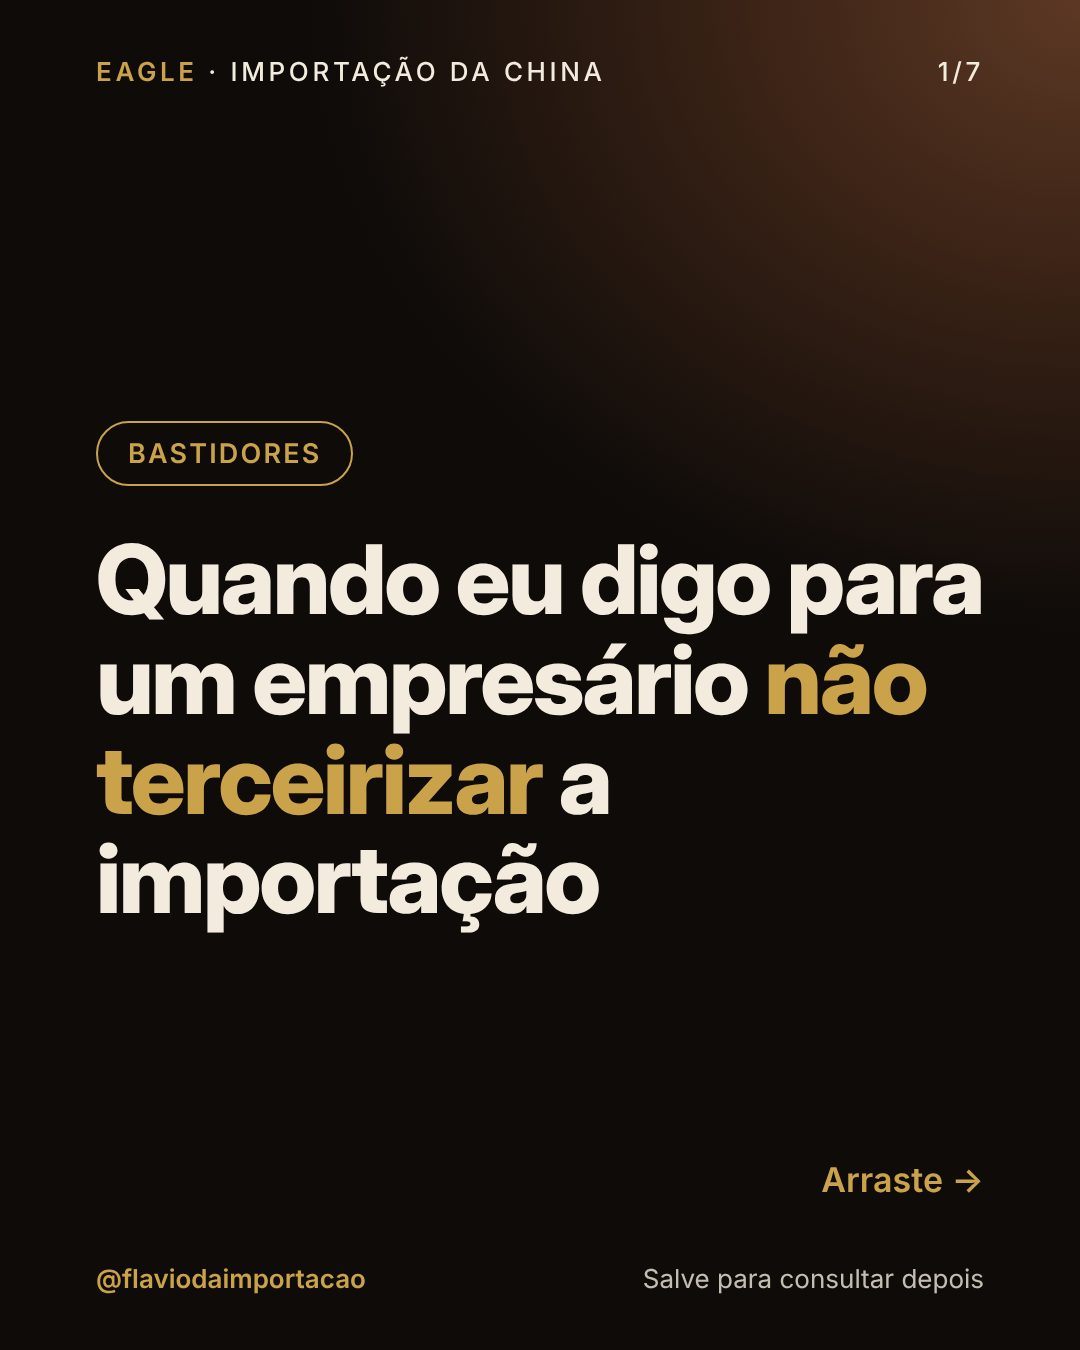 EAGLE · IMPORTAÇÃO DA CHINA
1/7
BASTIDORES
Quando eu digo para
um empresário não
terceirizar a
importação
Arraste →
@flaviodaimportacao
Salve para consultar depois